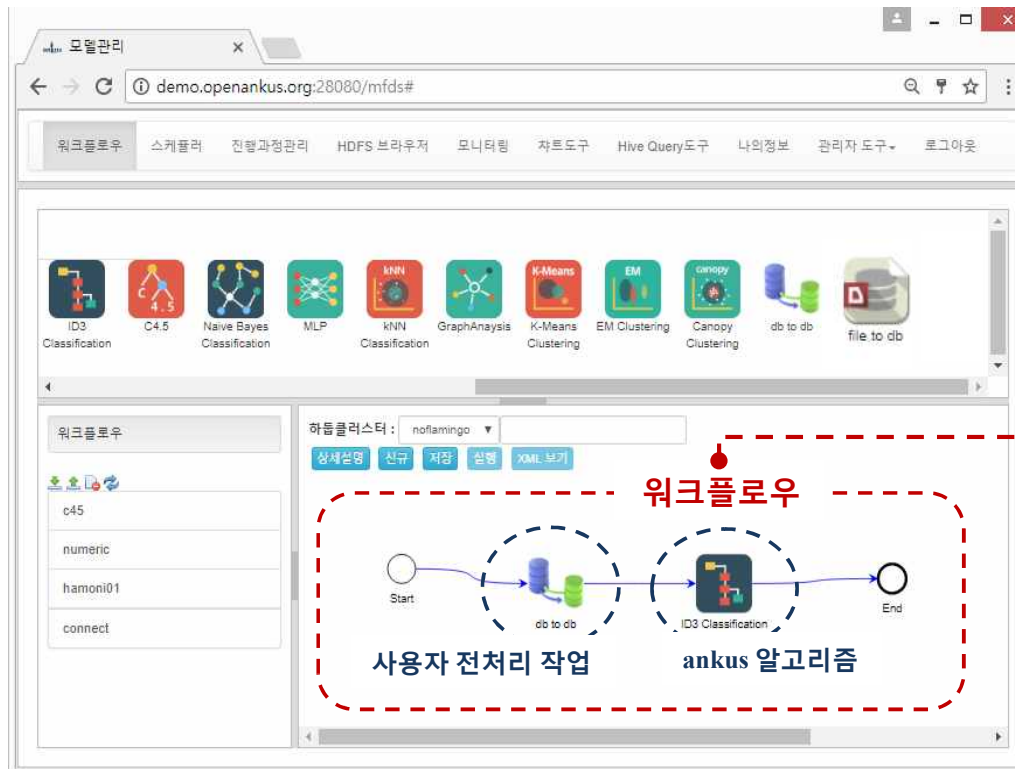 ankus 모델관리
demo.openankus.org:28080/mfds#
워크플로우 스케쥴러 진행과정관리 HDFS 브라우저 모니터링 챠트도구 Hive Query도구 나의정보 관리자 도구 로그아웃
C 4.5 kNN K-Means EM canopy
ID3 Classification
C4.5
Naive Bayes Classification
MLP
kNN Classification
GraphAnaysis
K-Means Clustering
EM Clustering
Canopy Clustering
db to db
file to db
워크플로우
c45
numeric
hamoni01
connect
하둡클러스터 : noflamingo
상세설명 신규 저장 실행 XML 보기
워크플로우
Start
db to db
ID3 Classification
End
사용자 전처리 작업
ankus 알고리즘